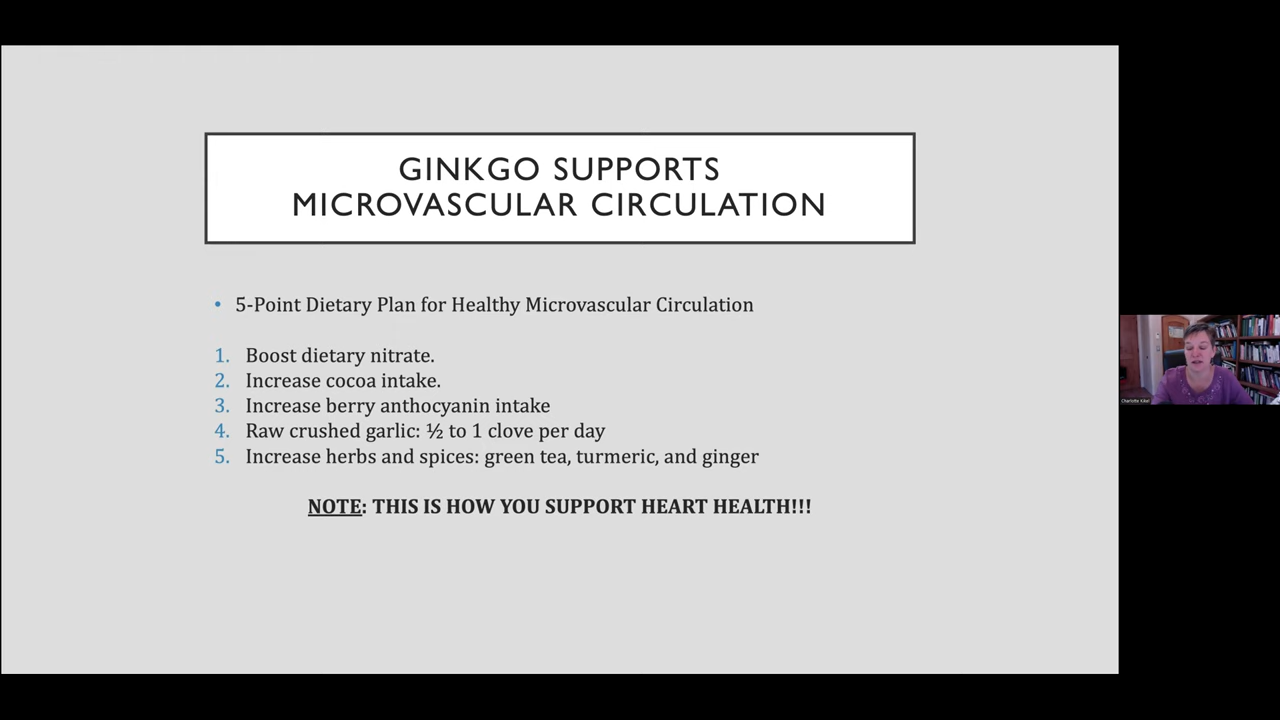 GINKGO SUPPORTS
MICROVASCULAR CIRCULATION
• 5-Point Dietary Plan for Healthy Microvascular Circulation
1. Boost dietary nitrate.
2. Increase cocoa intake.
3. Increase berry anthocyanin intake
4. Raw crushed garlic: ½ to 1 clove per day
5. Increase herbs and spices: green tea, turmeric, and ginger
NOTE: THIS IS HOW YOU SUPPORT HEART HEALTH!!!
Charlotte Kikel